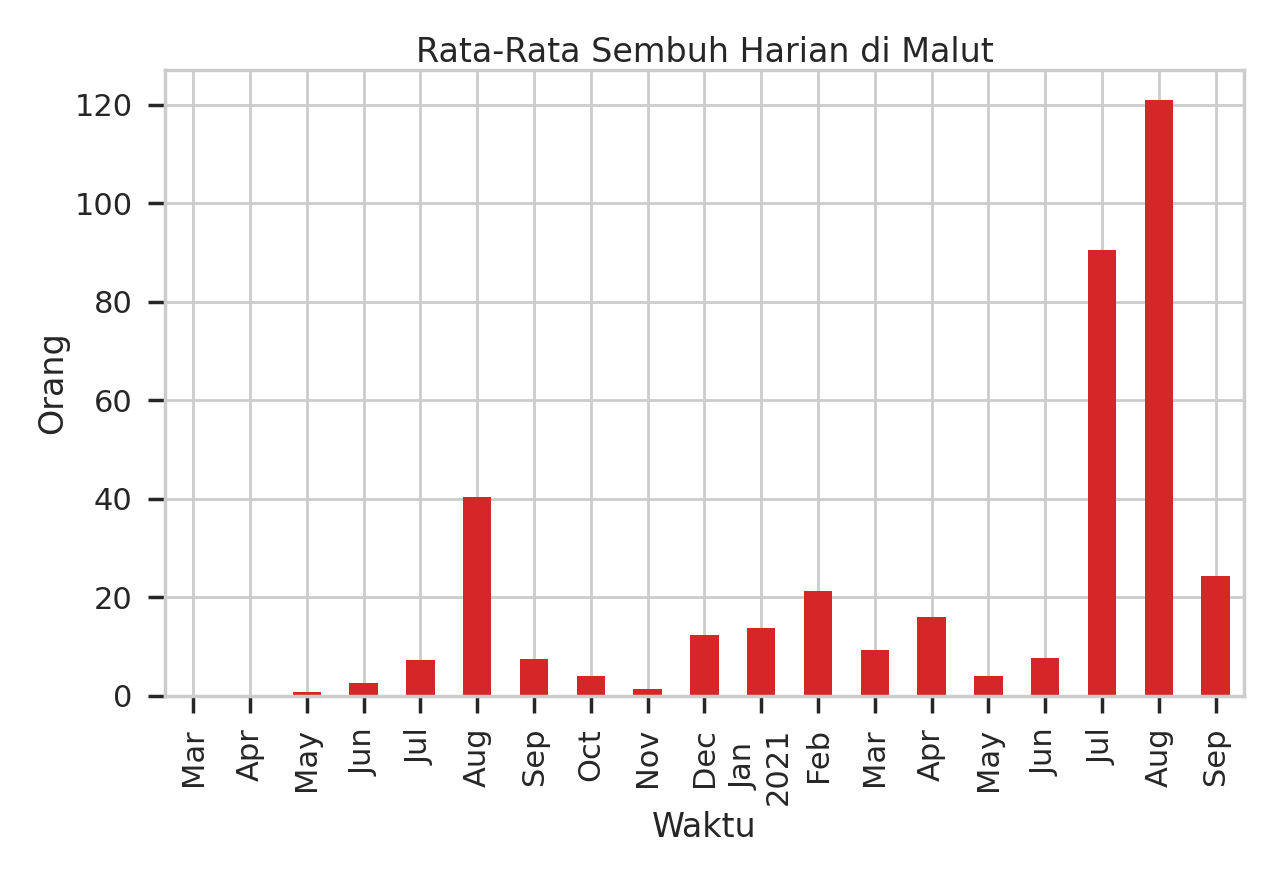 Rata-Rata Sembuh Harian di Malut
120
100
80
60
40
20
0
Orang
Mar
Apr
May
Jun
Jul
Aug
Sep
Oct
Nov
Dec
Jan
2021
Feb
Mar
Apr
May
Jun
Jul
Aug
Sep
Waktu